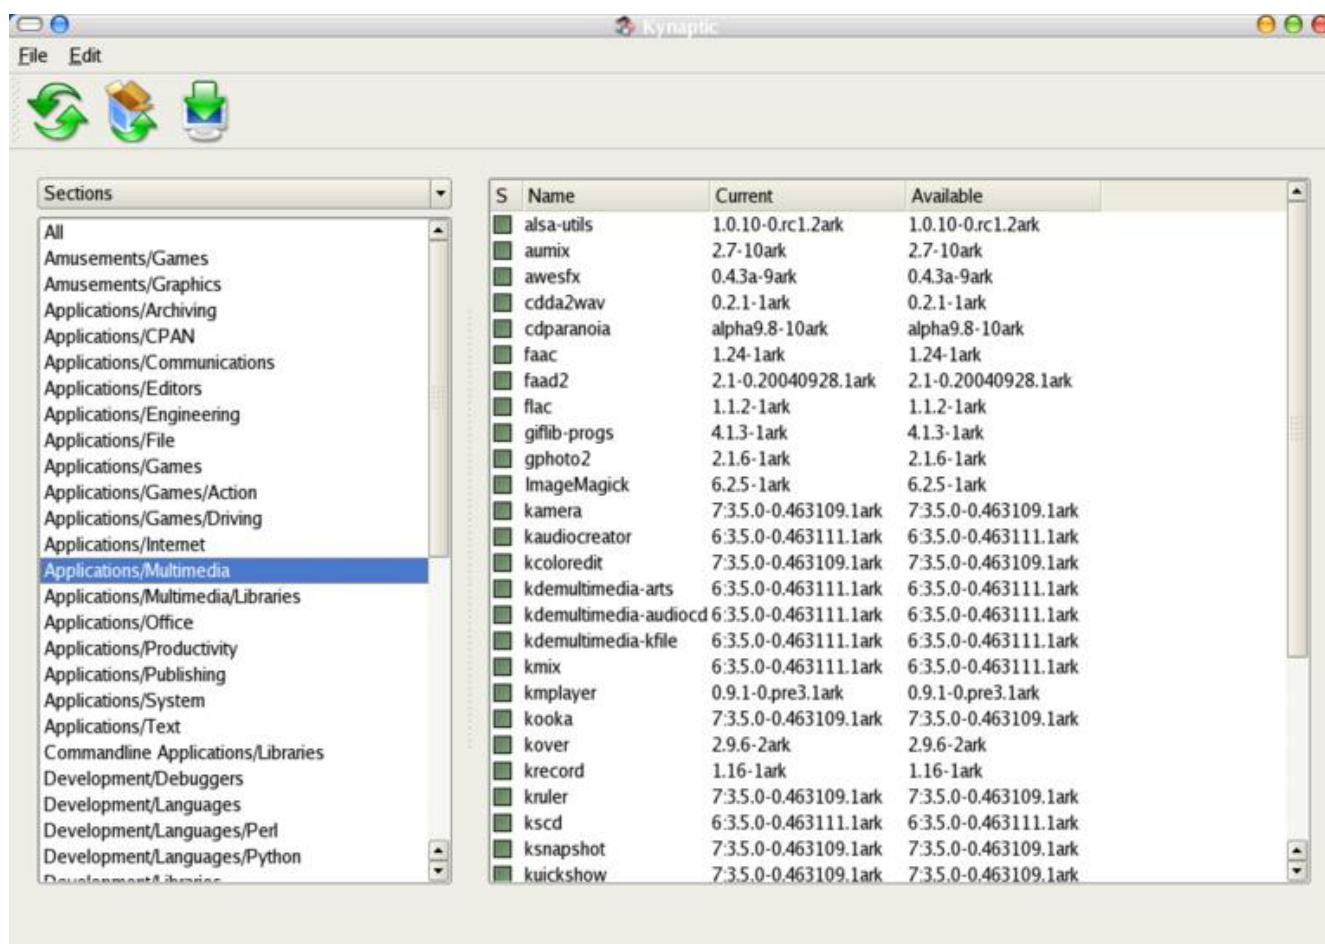 Kynaptic
File Edit
Sections
All
Amusements/Games
Amusements/Graphics
Applications/Archiving
Applications/CPAN
Applications/Communications
Applications/Editors
Applications/Engineering
Applications/File
Applications/Games
Applications/Games/Action
Applications/Games/Driving
Applications/Internet
Applications/Multimedia
Applications/Multimedia/Libraries
Applications/Office
Applications/Productivity
Applications/Publishing
Applications/System
Applications/Text
Commandline Applications/Libraries
Development/Debuggers
Development/Languages
Development/Languages/Perl
Development/Languages/Python
Development/Libraries
S Name Current Available
alsa-utils 1.0.10-0.rc1.2ark 1.0.10-0.rc1.2ark
aumix 2.7-10ark 2.7-10ark
awesfx 0.4.3a-9ark 0.4.3a-9ark
cdda2wav 0.2.1-1ark 0.2.1-1ark
cdparanoia alpha9.8-10ark alpha9.8-10ark
faac 1.24-1ark 1.24-1ark
faad2 2.1-0.20040928.1ark 2.1-0.20040928.1ark
flac 1.1.2-1ark 1.1.2-1ark
giflib-progs 4.1.3-1ark 4.1.3-1ark
gphoto2 2.1.6-1ark 2.1.6-1ark
ImageMagick 6.2.5-1ark 6.2.5-1ark
kamera 7:3.5.0-0.463109.1ark 7:3.5.0-0.463109.1ark
kaudiocreator 6:3.5.0-0.463111.1ark 6:3.5.0-0.463111.1ark
kcoloredit 7:3.5.0-0.463109.1ark 7:3.5.0-0.463109.1ark
kdemultimedia-arts 6:3.5.0-0.463111.1ark 6:3.5.0-0.463111.1ark
kdemultimedia-audiocd 6:3.5.0-0.463111.1ark 6:3.5.0-0.463111.1ark
kdemultimedia-kfile 6:3.5.0-0.463111.1ark 6:3.5.0-0.463111.1ark
kmix 6:3.5.0-0.463111.1ark 6:3.5.0-0.463111.1ark
kmplayer 0.9.1-0.pre3.1ark 0.9.1-0.pre3.1ark
kooka 7:3.5.0-0.463109.1ark 7:3.5.0-0.463109.1ark
kover 2.9.6-2ark 2.9.6-2ark
krecord 1.16-1ark 1.16-1ark
kruler 7:3.5.0-0.463109.1ark 7:3.5.0-0.463109.1ark
kscd 6:3.5.0-0.463111.1ark 6:3.5.0-0.463111.1ark
ksnapshot 7:3.5.0-0.463109.1ark 7:3.5.0-0.463109.1ark
kuickshow 7:3.5.0-0.463109.1ark 7:3.5.0-0.463109.1ark